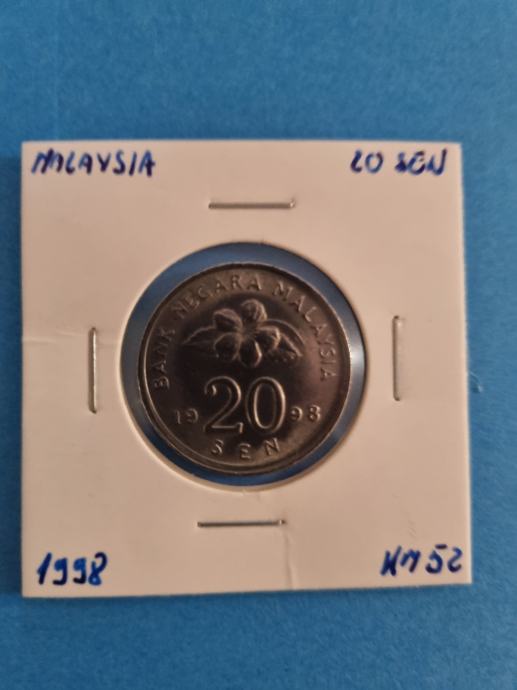 MALAYSIA 20 SEN
BANK NEGARA MALAYSIA
19 20 98
SEN
1998 KM 52